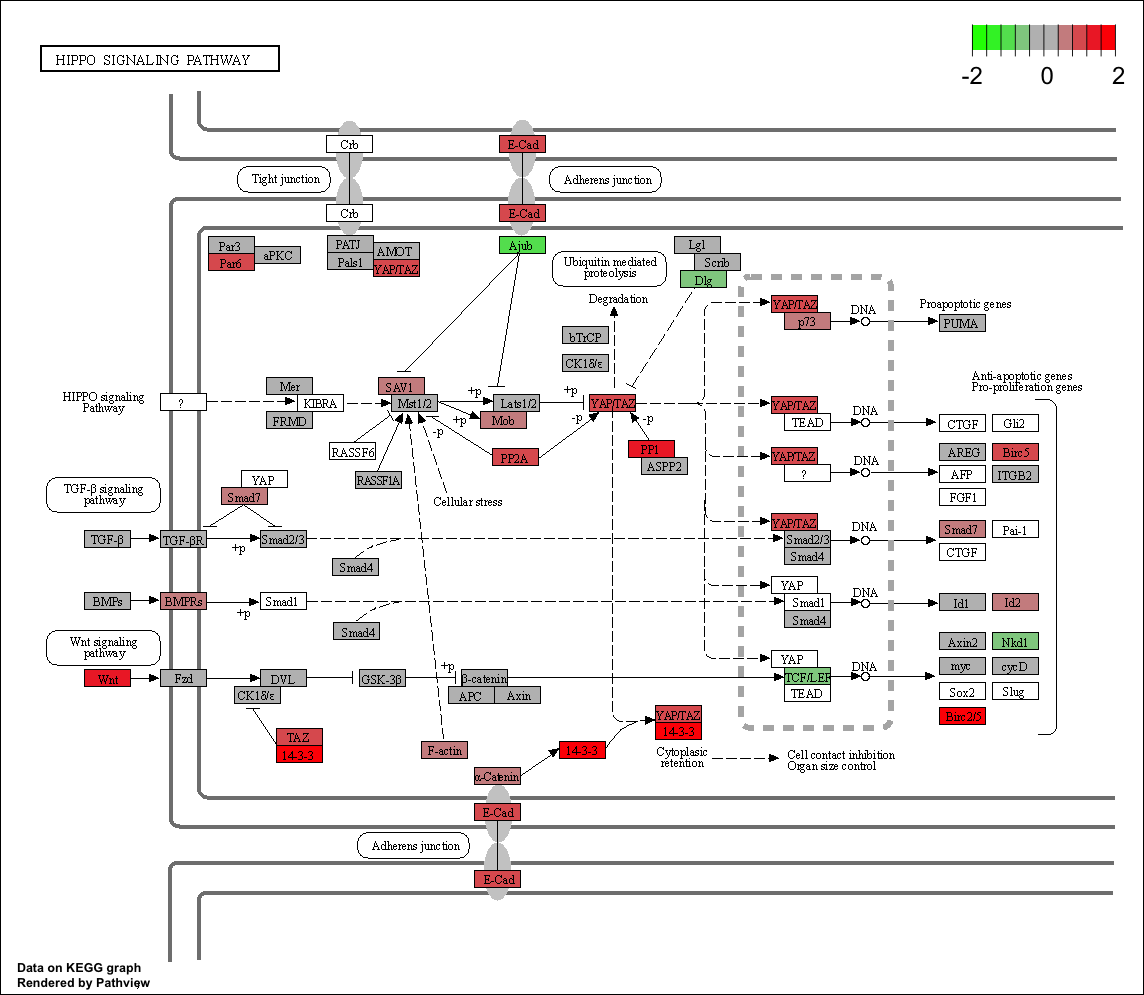 HIPPO SIGNALING PATHWAY
-2 0 2
Crb
E-Cad
Tight junction
Adherens junction
Crb
E-Cad
Par3
aPKC
Par6
PATJ
AMOT
Pals1
YAP/TAZ
Ajub
Lgl
Scrib
Dlg
Ubiquitin mediated
proteolysis
Degradation
bTrCP
CK1δ/ε
YAP/TAZ
p73
DNA
Proapoptotic genes
PUMA
Anti-apoptotic genes
Pro-proliferation genes
HIPPO signaling
Pathway
?
Mer
KIBRA
FRMD
SAV1
Mst1/2
+p
+p
-p
Lats1/2
Mob
+p
-p
YAP/TAZ
-p
RASSF6
RASSF1A
PP2A
PP1
ASPP2
Cellular stress
YAP/TAZ
TEAD
DNA
CTGF
Gli2
YAP/TAZ
?
DNA
AREG
Birc5
AFP
ITGB2
FGF1
TGF-β signaling
pathway
YAP
Smad7
TGF-β
TGF-βR
+p
Smad2/3
Smad4
YAP/TAZ
Smad2/3
Smad4
DNA
Smad7
Pai-1
CTGF
BMPs
BMPRs
+p
Smad1
Smad4
YAP
Smad1
Smad4
DNA
Id1
Id2
Wnt signaling
pathway
Wnt
Fzd
DVL
CK1δ/ε
GSK-3β
+p
β-catenin
APC
Axin
YAP
TCF/LEF
TEAD
DNA
Axin2
Nkd1
myc
cycD
Sox2
Slug
Birc2/5
TAZ
14-3-3
F-actin
14-3-3
YAP/TAZ
14-3-3
Cytoplasic
retention
Cell contact inhibition
Organ size control
α-Catenin
E-Cad
Adherens junction
E-Cad
Data on KEGG graph
Rendered by Pathview